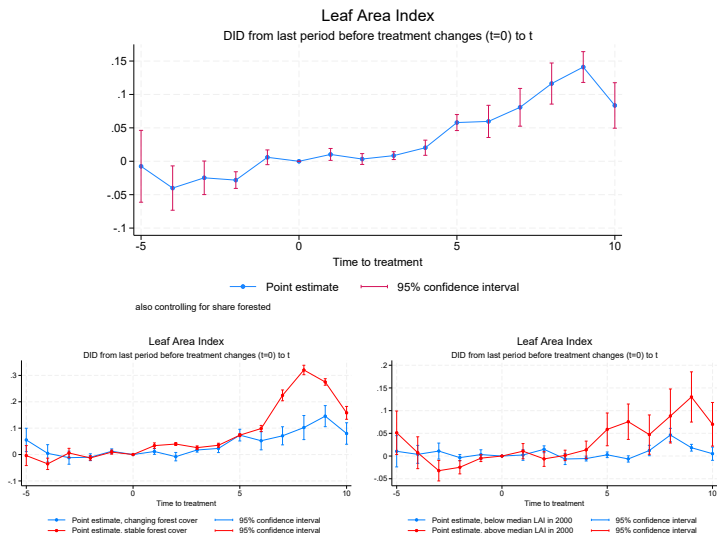 Leaf Area Index
DID from last period before treatment changes (t=0) to t
.15
.1
.05
0
-.05
-.1
-5 0 5 10
Time to treatment
Point estimate 95% confidence interval
also controlling for share forested
Leaf Area Index
DID from last period before treatment changes (t=0) to t
.3
.2
.1
0
-.1
-5 0 5 10
Time to treatment
Point estimate, changing forest cover 95% confidence interval
Point estimate, stable forest cover 95% confidence interval
Leaf Area Index
DID from last period before treatment changes (t=0) to t
.2
.15
.1
.05
0
-.05
-5 0 5 10
Time to treatment
Point estimate, below median LAI in 2000 95% confidence interval
Point estimate, above median LAI in 2000 95% confidence interval